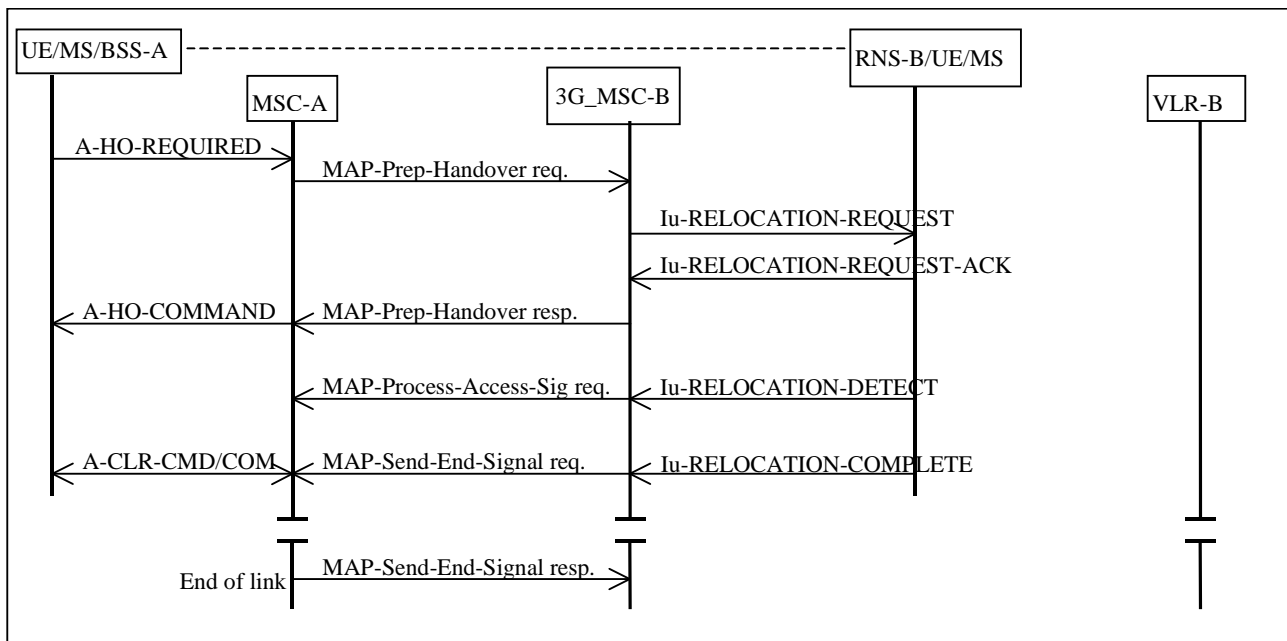 UE/MS/BSS-A
RNS-B/UE/MS
MSC-A
3G_MSC-B
VLR-B
A-HO-REQUIRED
MAP-Prep-Handover req.
Iu-RELOCATION-REQUEST
Iu-RELOCATION-REQUEST-ACK
A-HO-COMMAND
MAP-Prep-Handover resp.
MAP-Process-Access-Sig req.
Iu-RELOCATION-DETECT
A-CLR-CMD/COM
MAP-Send-End-Signal req.
Iu-RELOCATION-COMPLETE
End of link
MAP-Send-End-Signal resp.